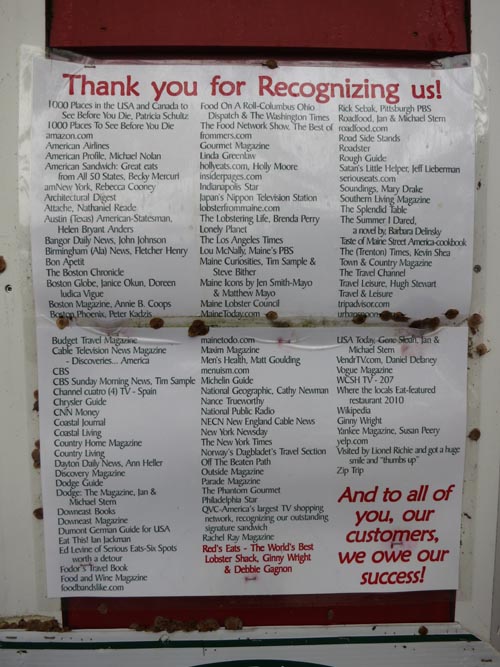 Thank you for Recognizing us!
1000 Places in the USA and Canada to
See Before You Die, Patricia Schultz
1000 Places To See Before You Die
amazon.com
American Airlines
American Profile, Michael Nolan
American Sandwich: Great eats
from All 50 States, Becky Mercuri
amNew York, Rebecca Cooney
Architectural Digest
Attache, Nathaniel Reade
Austin (Texas) American-Statesman,
Helen Bryant Anders
Bangor Daily News, John Johnson
Birmingham (Ala) News, Fletcher Henry
Bon Apetit
The Boston Chronicle
Boston Globe, Janice Okun, Doreen
Iudica Vigue
Boston Magazine, Annie B. Coops
Boston Phoenix, Peter Kadzis
Budget Travel Magazine
Cable Television News Magazine
- Discoveries... America
CBS
CBS Sunday Morning News, Tim Sample
Channel cuatro (4) TV - Spain
Chrysler Guide
CNN Money
Coastal Journal
Coastal Living
Country Home Magazine
Country Living
Dayton Daily News, Ann Heller
Discovery Magazine
Dodge Guide
Dodge: The Magazine, Jan &
Michael Stern
Downeast Books
Downeast Magazine
Dumont German Guide for USA
Eat This! Ian Jackman
Ed Levine of Serious Eats-Six Spots
worth a detour
Fodor's Travel Book
Food and Wine Magazine
foodbandslike.com
Food On A Roll-Columbus Ohio
Dispatch & The Washington Times
The Food Network Show, The Best of
frommers.com
Gourmet Magazine
Linda Greenlaw
hollyeats.com, Holly Moore
insiderpages.com
Indianapolis Star
Japan's Nippon Television Station
lobsterfrommaine.com
The Lobstering Life, Brenda Perry
Lonely Planet
The Los Angeles Times
Lou McNally, Maine's PBS
Maine Curiosities, Tim Sample &
Steve Bither
Maine Icons by Jen Smith-Mayo
& Matthew Mayo
Maine Lobster Council
MaineToday.com
mainetodo.com
Maxim Magazine
Men's Health, Matt Goulding
menuism.com
Michelin Guide
National Geographic, Cathy Newman
Nance Trueworthy
National Public Radio
NECN New England Cable News
New York Newsday
The New York Times
Norway's Dagbladet's Travel Section
Off The Beaten Path
Outside Magazine
Parade Magazine
The Phantom Gourmet
Philadelphia Star
QVC-America's largest TV shopping
network, recognizing our outstanding
signature sandwich
Rachel Ray Magazine
Red's Eats - The World's Best
Lobster Shack, Ginny Wright
& Debbie Gagnon
Rick Sebak, Pittsburgh PBS
Roadfood, Jan & Michael Stern
roadfood.com
Road Side Stands
Roadster
Rough Guide
Satan's Little Helper, Jeff Lieberman
seriouseats.com
Soundings, Mary Drake
Southern Living Magazine
The Splendid Table
The Summer I Dared,
a novel by, Barbara Delinsky
Taste of Maine Street America-cookbook
The (Trenton) Times, Kevin Shea
Town & Country Magazine
The Travel Channel
Travel Leisure, Hugh Stewart
Travel & Leisure
tripadvisor.com
USA Today, Gene Sloan, Jan &
Michael Stern
VendrTV.com, Daniel Delaney
Vogue Magazine
WCSH TV - 207
Where the locals Eat-featured
restaurant 2010
Wikipedia
Ginny Wright
Yankee Magazine, Susan Peery
yelp.com
Visited by Lionel Richie and got a huge
smile and "thumbs up"
Zip Trip
And to all of
you, our
customers,
we owe our
success!